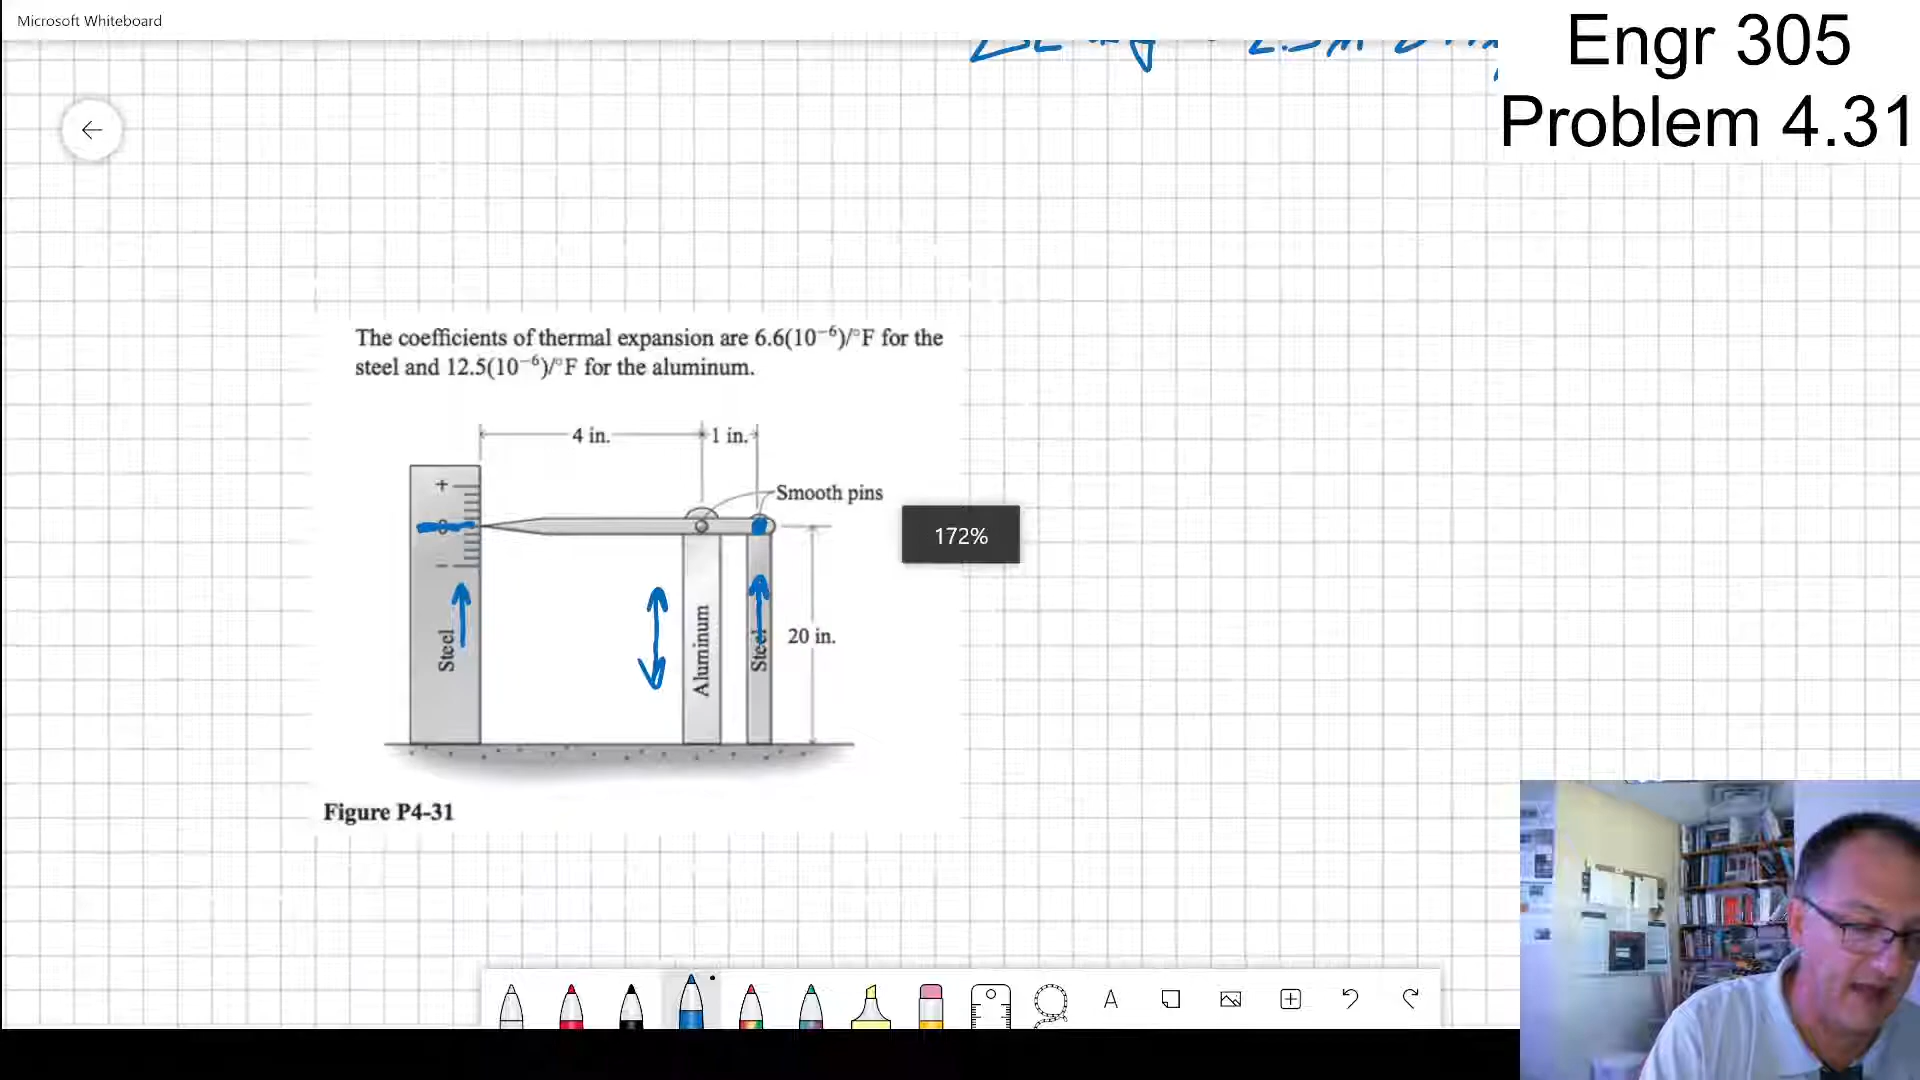 Microsoft Whiteboard
Engr 305
Problem 4.31
The coefficients of thermal expansion are 6.6(10⁻⁶)/°F for the
steel and 12.5(10⁻⁶)/°F for the aluminum.
4 in.
1 in.
Smooth pins
+
0
−
Steel
Aluminum
Steel
20 in.
172%
Figure P4-31
A